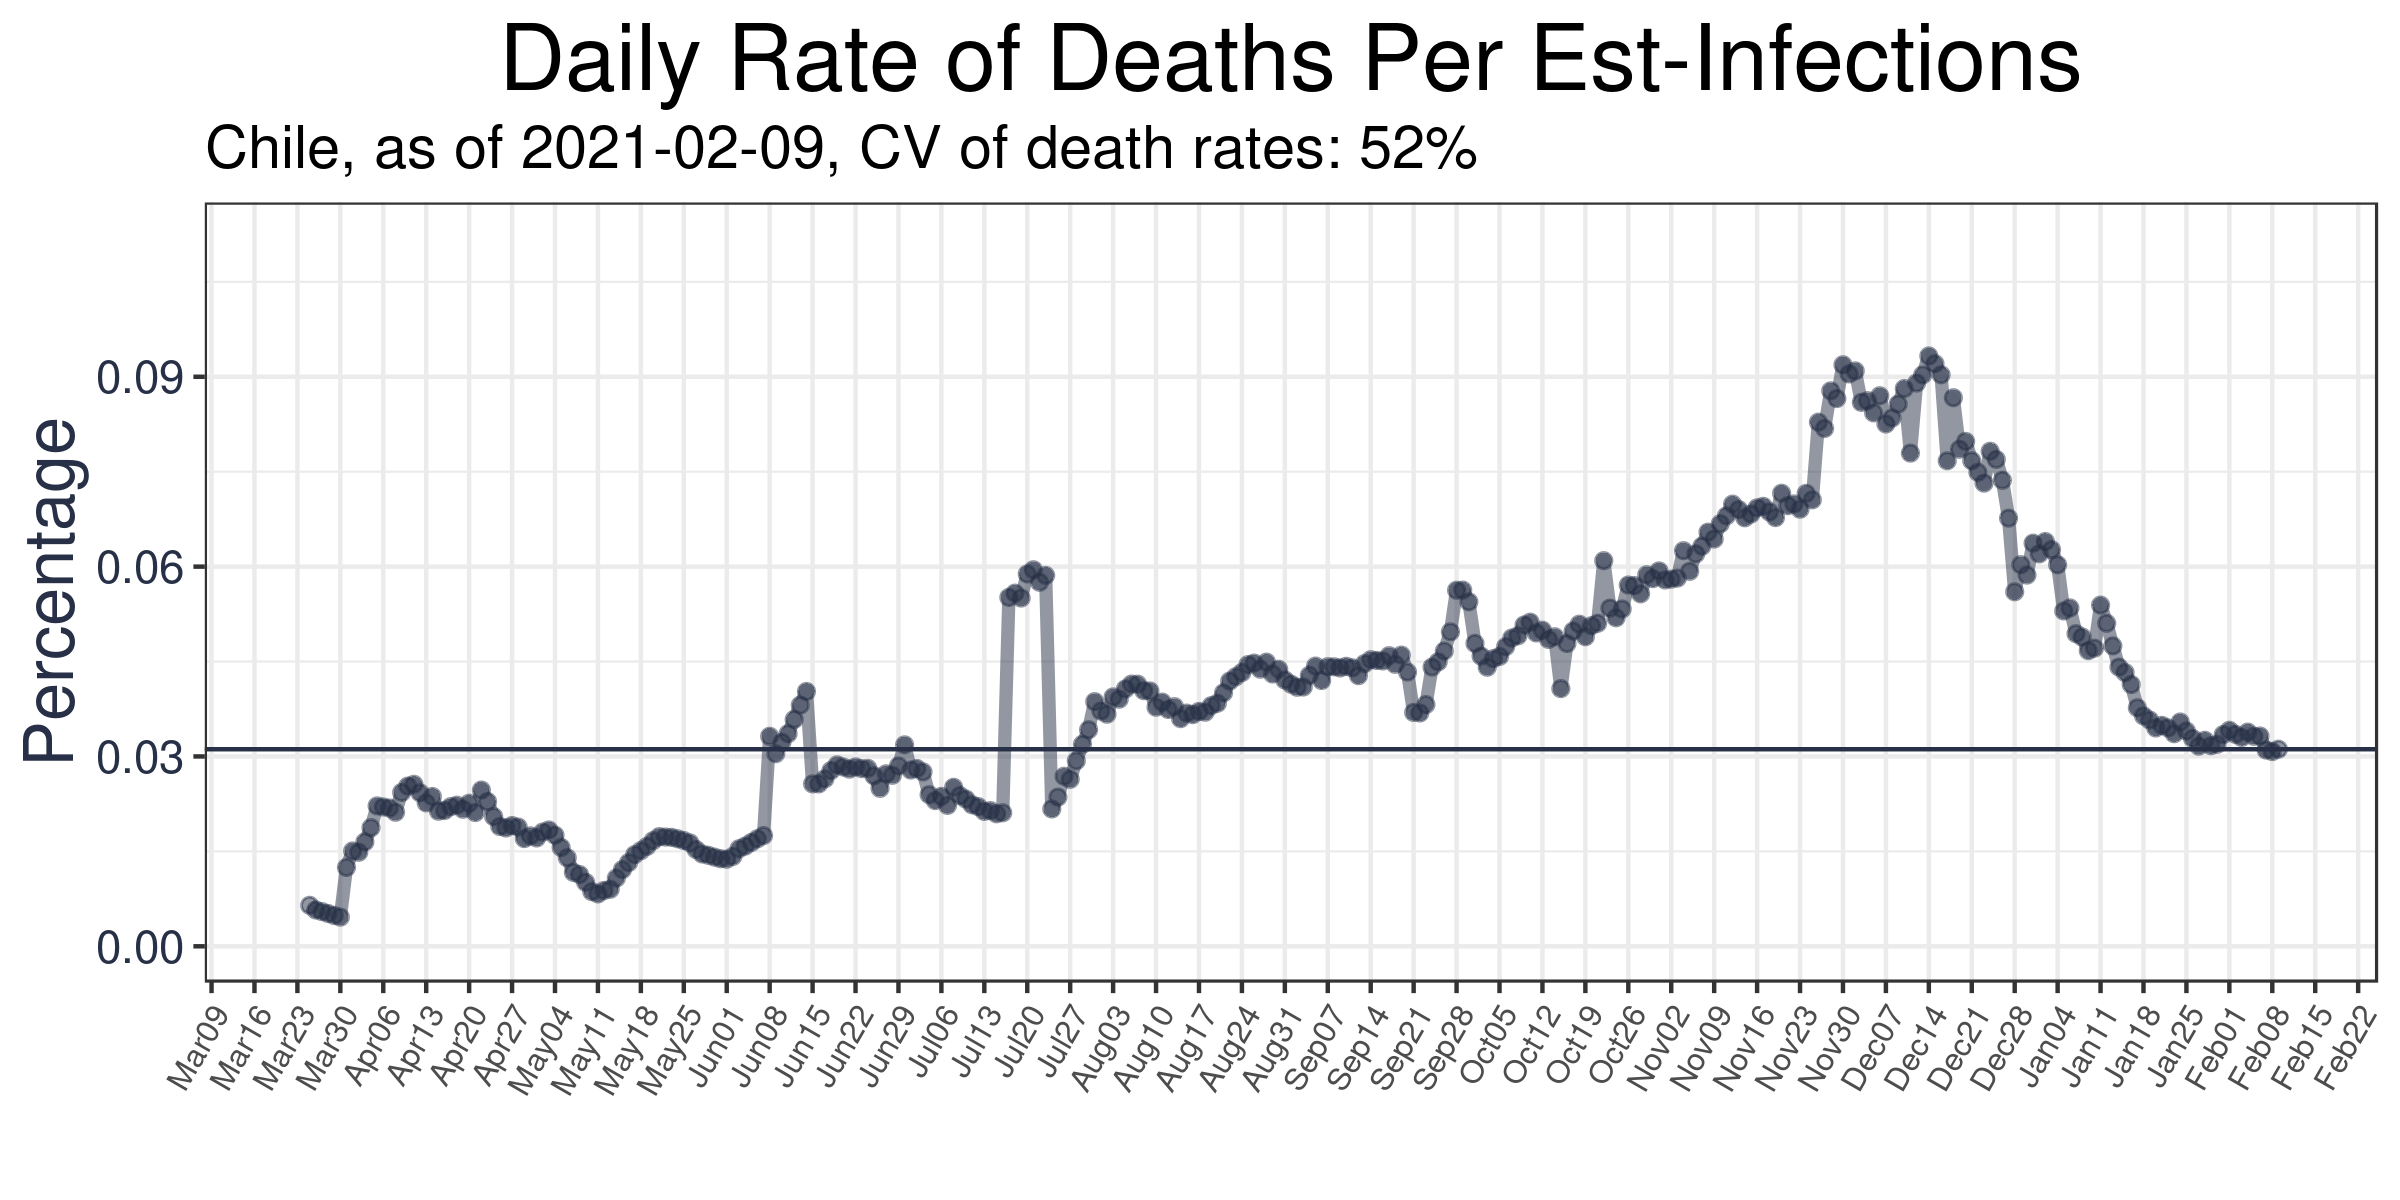 Daily Rate of Deaths Per Est-Infections
Chile, as of 2021-02-09, CV of death rates: 52%
Percentage
0.09
0.06
0.03
0.00
Mar09 Mar16 Mar23 Mar30 Apr06 Apr13 Apr20 Apr27 May04 May11 May18 May25 Jun01 Jun08 Jun15 Jun22 Jun29 Jul06 Jul13 Jul20 Jul27 Aug03 Aug10 Aug17 Aug24 Aug31 Sep07 Sep14 Sep21 Sep28 Oct05 Oct12 Oct19 Oct26 Nov02 Nov09 Nov16 Nov23 Nov30 Dec07 Dec14 Dec21 Dec28 Jan04 Jan11 Jan18 Jan25 Feb01 Feb08 Feb15 Feb22